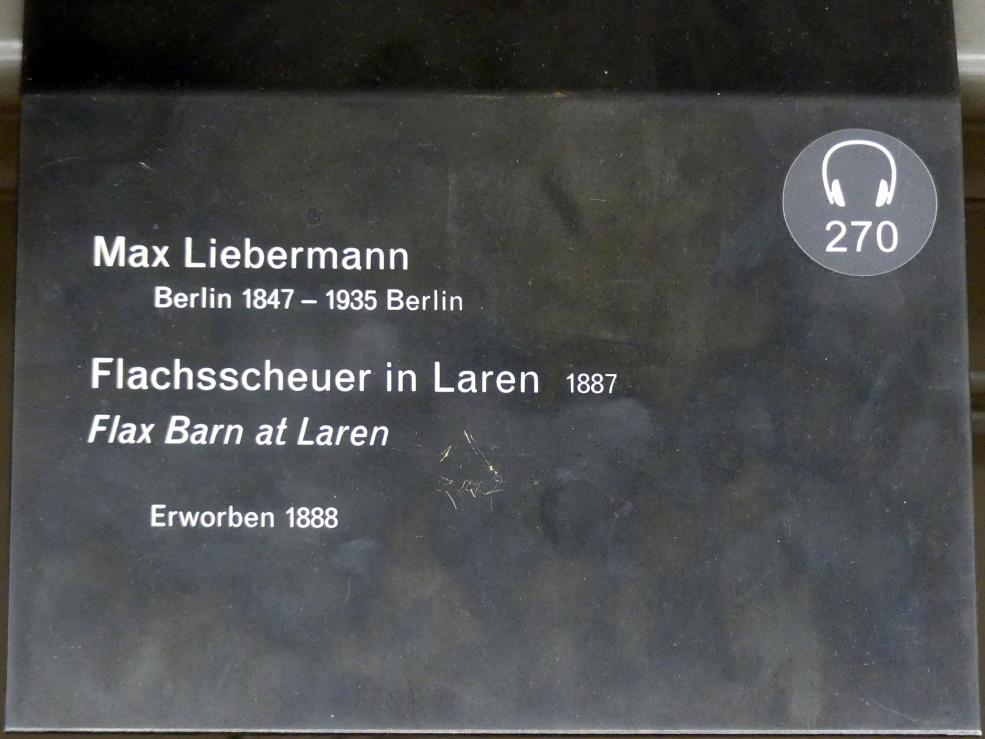 270
Max Liebermann
Berlin 1847 – 1935 Berlin
Flachsscheuer in Laren 1887
Flax Barn at Laren
Erworben 1888